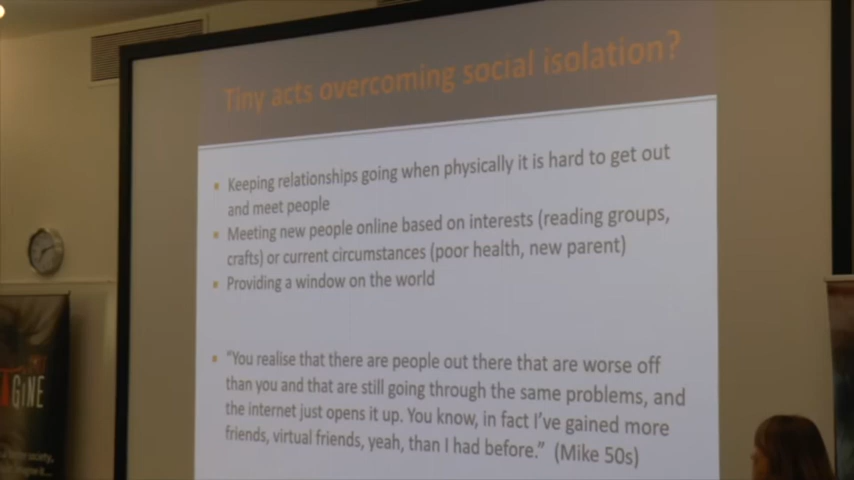 Tiny acts overcoming social isolation?
▪ Keeping relationships going when physically it is hard to get out
and meet people
▪ Meeting new people online based on interests (reading groups,
crafts) or current circumstances (poor health, new parent)
▪ Providing a window on the world
▪ "You realise that there are people out there that are worse off
than you and that are still going through the same problems, and
the internet just opens it up. You know, in fact I've gained more
friends, virtual friends, yeah, than I had before." (Mike 50s)
AGINE
society,